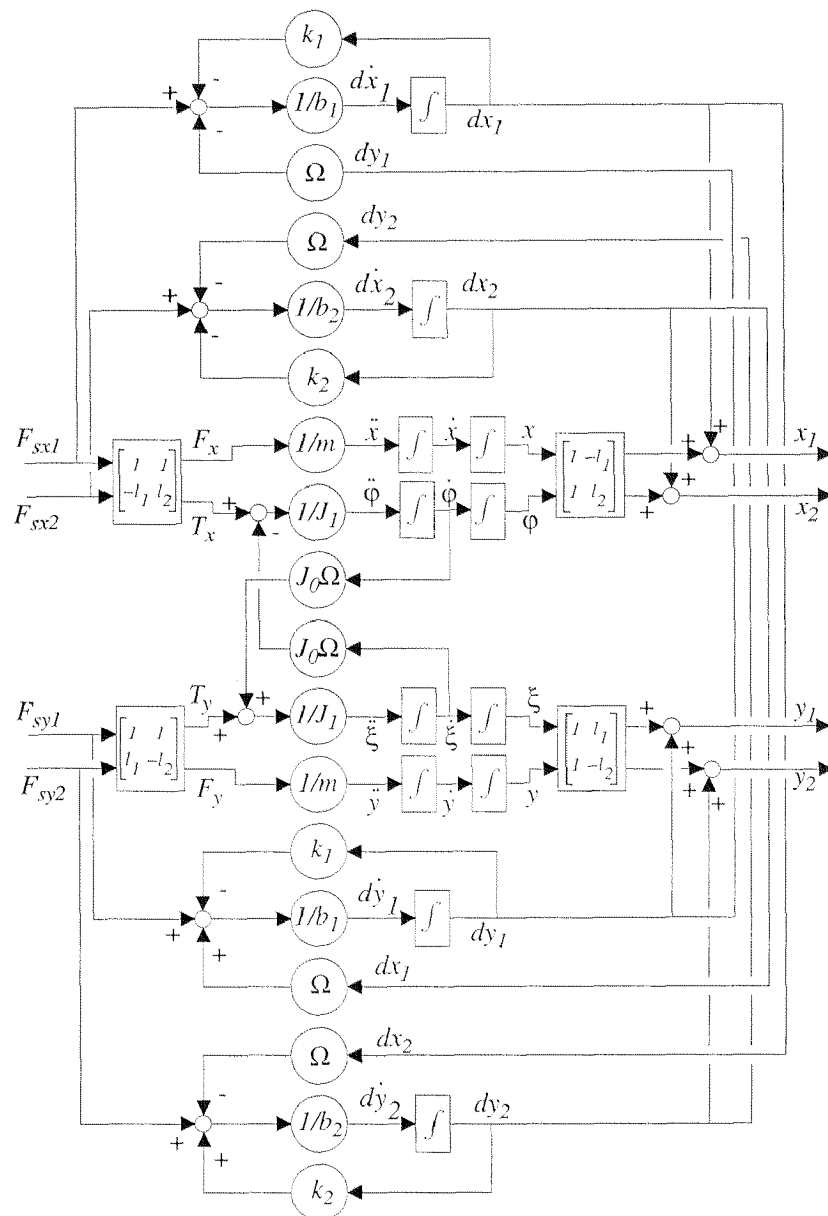 k1
+ - 1/b1 dẋ1 ∫ dx1
-
Ω dy1
Ω dy2
+ - 1/b2 dẋ2 ∫ dx2
-
k2
Fsx1 [1 1 -l1 l2] Fx 1/m ẍ ∫ ẋ ∫ x [1 -l1 1 l2] + + x1
Fsx2 Tx + - 1/J1 φ̈ ∫ φ̇ ∫ φ + + x2
J0Ω
J0Ω
Fsy1 [1 1 l1 -l2] Ty + + 1/J1 ξ̈ ∫ ξ̇ ∫ ξ [1 l1 1 -l2] + + y1
Fsy2 Fy 1/m ÿ ∫ ẏ ∫ y + + y2
k1
-
+ + 1/b1 dẏ1 ∫ dy1
Ω dx1
Ω dx2
-
+ + 1/b2 dẏ2 ∫ dy2
k2